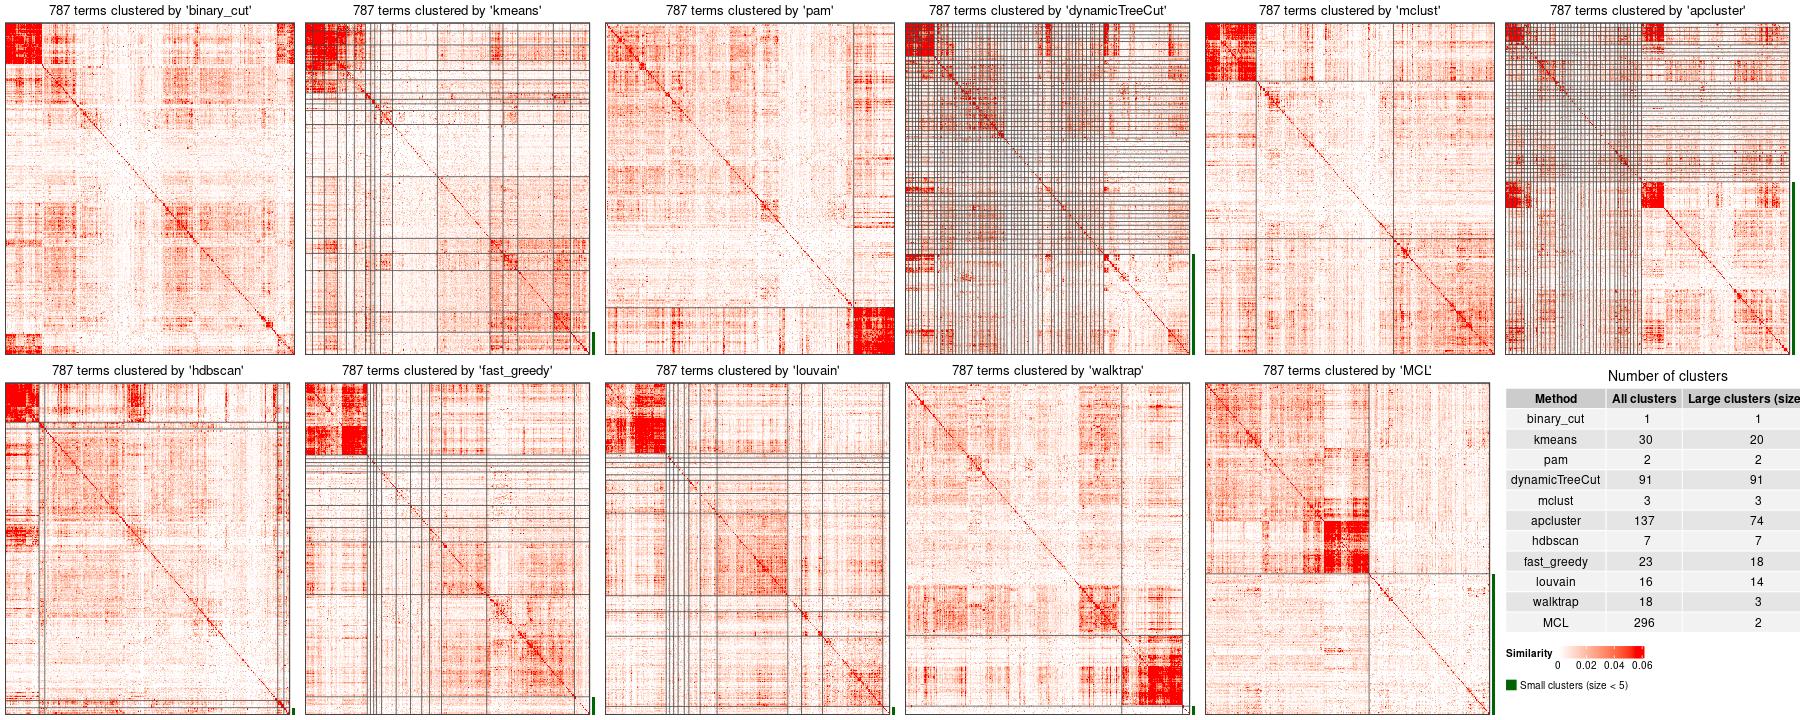 787 terms clustered by 'binary_cut'
787 terms clustered by 'kmeans'
787 terms clustered by 'pam'
787 terms clustered by 'dynamicTreeCut'
787 terms clustered by 'mclust'
787 terms clustered by 'apcluster'
787 terms clustered by 'hdbscan'
787 terms clustered by 'fast_greedy'
787 terms clustered by 'louvain'
787 terms clustered by 'walktrap'
787 terms clustered by 'MCL'
Number of clusters
Method All clusters Large clusters (size
binary_cut 1 1
kmeans 30 20
pam 2 2
dynamicTreeCut 91 91
mclust 3 3
apcluster 137 74
hdbscan 7 7
fast_greedy 23 18
louvain 16 14
walktrap 18 3
MCL 296 2
Similarity
0 0.02 0.04 0.06
Small clusters (size < 5)